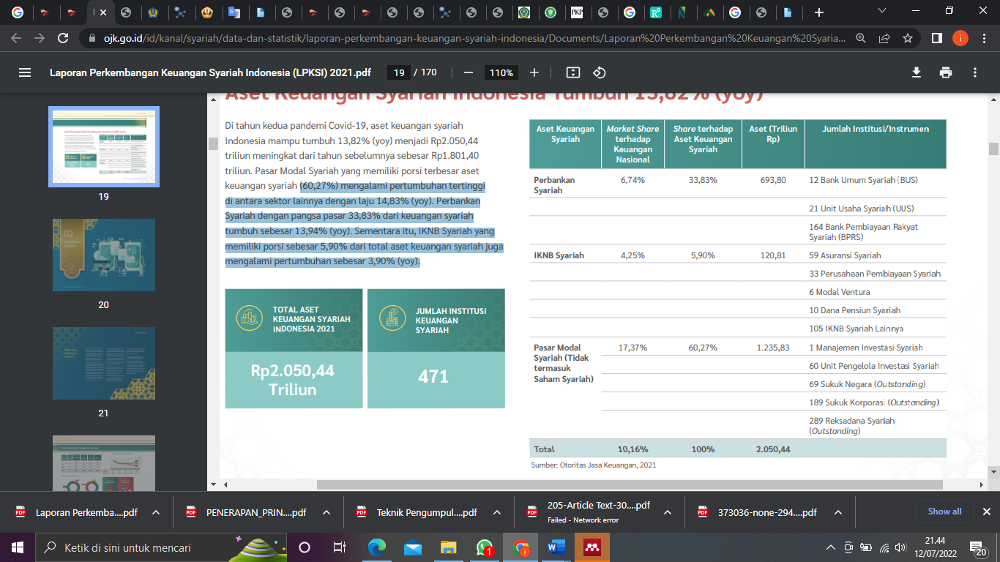 PKP
ojk.go.id/id/kanal/syariah/data-dan-statistik/laporan-perkembangan-keuangan-syariah-indonesia/Documents/Laporan%20Perkembangan%20Keuangan%20Syaria...
Laporan Perkembangan Keuangan Syariah Indonesia (LPKSI) 2021.pdf
19 / 170
110%
19
20
21
Aset Keuangan Syariah Indonesia Tumbuh 13,82% (yoy)
Di tahun kedua pandemi Covid-19, aset keuangan syariah
Indonesia mampu tumbuh 13,82% (yoy) menjadi Rp2.050,44
triliun meningkat dari tahun sebelumnya sebesar Rp1.801,40
triliun. Pasar Modal Syariah yang memiliki porsi terbesar aset
keuangan syariah (60,27%) mengalami pertumbuhan tertinggi
di antara sektor lainnya dengan laju 14,83% (yoy). Perbankan
Syariah dengan pangsa pasar 33,83% dari keuangan syariah
tumbuh sebesar 13,94% (yoy). Sementara itu, IKNB Syariah yang
memiliki porsi sebesar 5,90% dari total aset keuangan syariah juga
mengalami pertumbuhan sebesar 3,90% (yoy).
TOTAL ASET
KEUANGAN SYARIAH
INDONESIA 2021
Rp2.050,44
Triliun
JUMLAH INSTITUSI
KEUANGAN
SYARIAH
471
Aset Keuangan Syariah
Market Share terhadap Keuangan Nasional
Share terhadap Aset Keuangan Syariah
Aset (Triliun Rp)
Jumlah Institusi/Instrumen
Perbankan Syariah 6,74% 33,83% 693,80 12 Bank Umum Syariah (BUS)
21 Unit Usaha Syariah (UUS)
164 Bank Pembiayaan Rakyat
Syariah (BPRS)
IKNB Syariah 4,25% 5,90% 120,81 59 Asuransi Syariah
33 Perusahaan Pembiayaan Syariah
6 Modal Ventura
10 Dana Pensiun Syariah
105 IKNB Syariah Lainnya
Pasar Modal Syariah (Tidak termasuk Saham Syariah) 17,37% 60,27% 1.235,83 1 Manajemen Investasi Syariah
60 Unit Pengelola Investasi Syariah
69 Sukuk Negara (Outstanding)
189 Sukuk Korporasi (Outstanding)
289 Reksadana Syariah
(Outstanding)
Total 10,16% 100% 2.050,44
Sumber: Otoritas Jasa Keuangan, 2021
Laporan Perkemba....pdf
PENERAPAN_PRIN....pdf
Teknik Pengumpul....pdf
205-Article Text-30....pdf
Failed - Network error
373036-none-294....pdf
Show all
Ketik di sini untuk mencari
21.44
12/07/2022
20